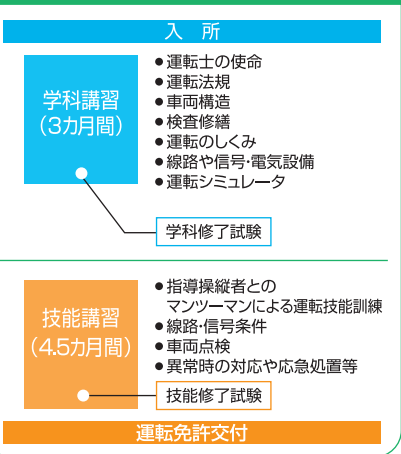 入 所
学科講習
（3カ月間）
●運転士の使命
●運転法規
●車両構造
●検査修繕
●運転のしくみ
●線路や信号・電気設備
●運転シミュレータ
学科修了試験
技能講習
（4.5カ月間）
●指導操縦者との
マンツーマンによる運転技能訓練
●線路・信号条件
●車両点検
●異常時の対応や応急処置等
技能修了試験
運転免許交付